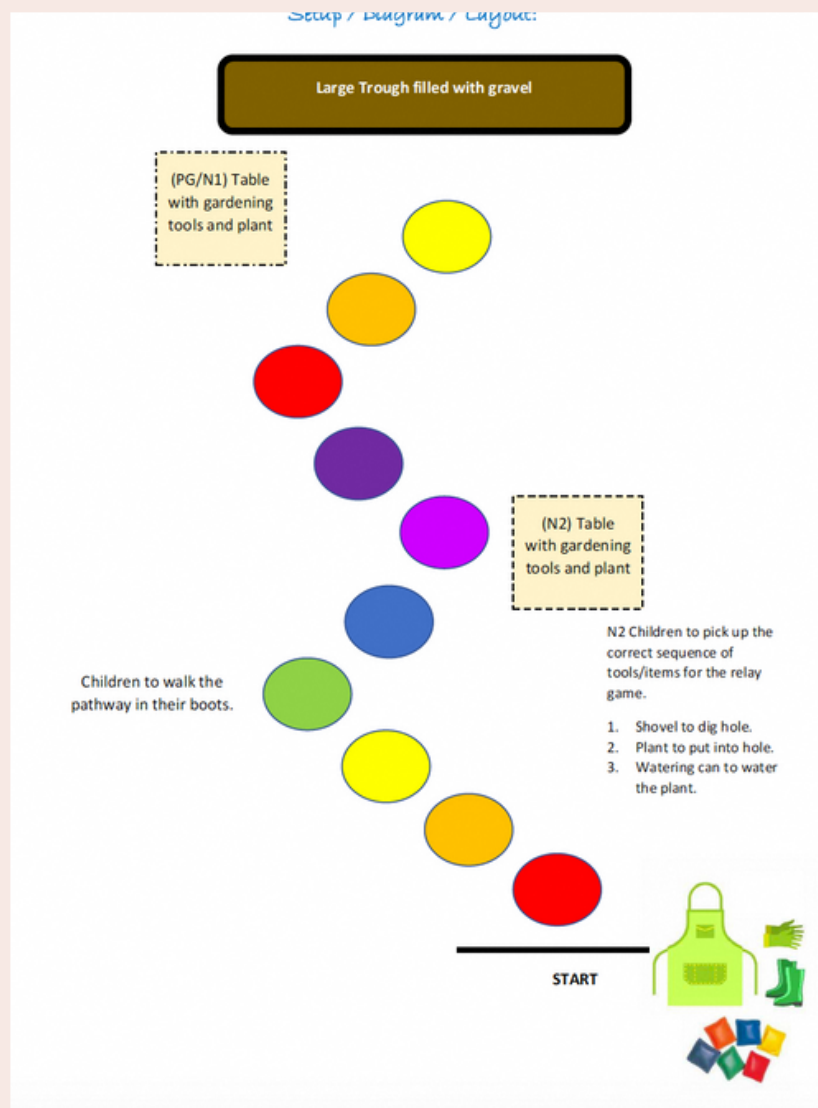 Setup / Diagram / Layout:
Large Trough filled with gravel
(PG/N1) Table
with gardening
tools and plant
(N2) Table
with gardening
tools and plant
N2 Children to pick up the
correct sequence of
tools/items for the relay
game.
Children to walk the
pathway in their boots.
1. Shovel to dig hole.
2. Plant to put into hole.
3. Watering can to water
the plant.
START